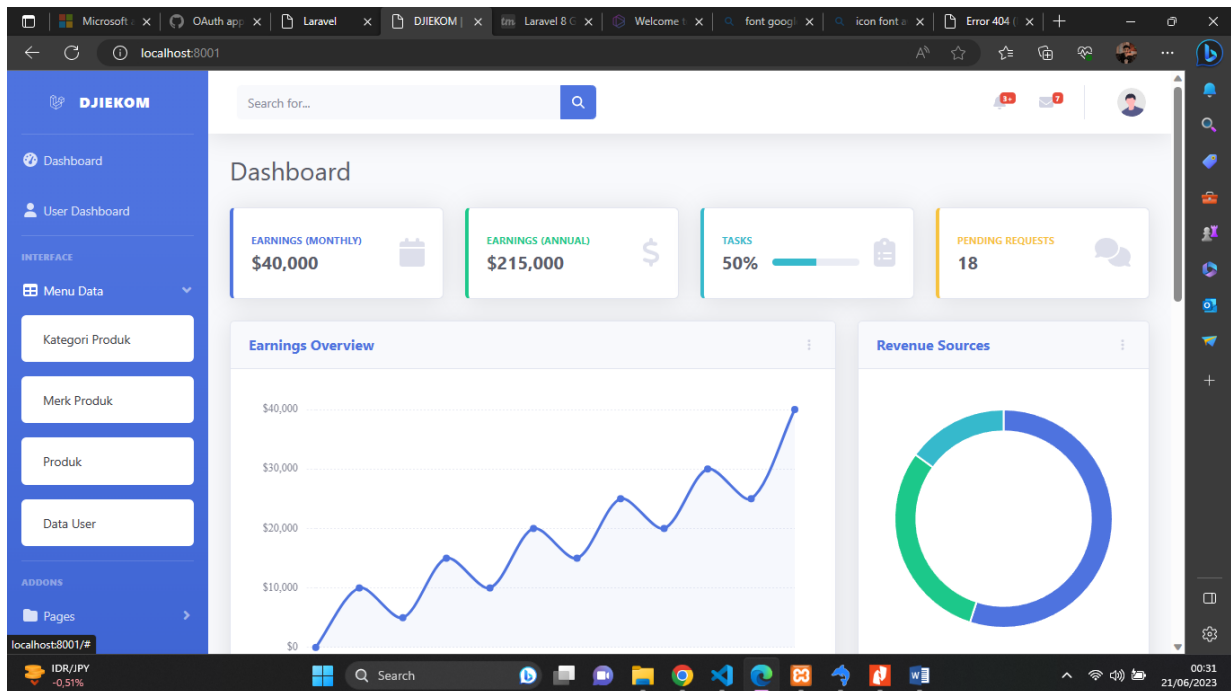 Microsoft
OAuth app
Laravel
DJIEKOM |
Laravel 8 G
Welcome t
font googl
icon font a
Error 404 (
localhost:8001
DJIEKOM
Search for...
3+
7
Dashboard
User Dashboard
INTERFACE
Menu Data
Kategori Produk
Merk Produk
Produk
Data User
ADDONS
Pages
localhost:8001/#
Dashboard
EARNINGS (MONTHLY)
$40,000
EARNINGS (ANNUAL)
$215,000
TASKS
50%
PENDING REQUESTS
18
Earnings Overview
$40,000
$30,000
$20,000
$10,000
$0
Revenue Sources
IDR/JPY
-0,51%
Search
00:31
21/06/2023